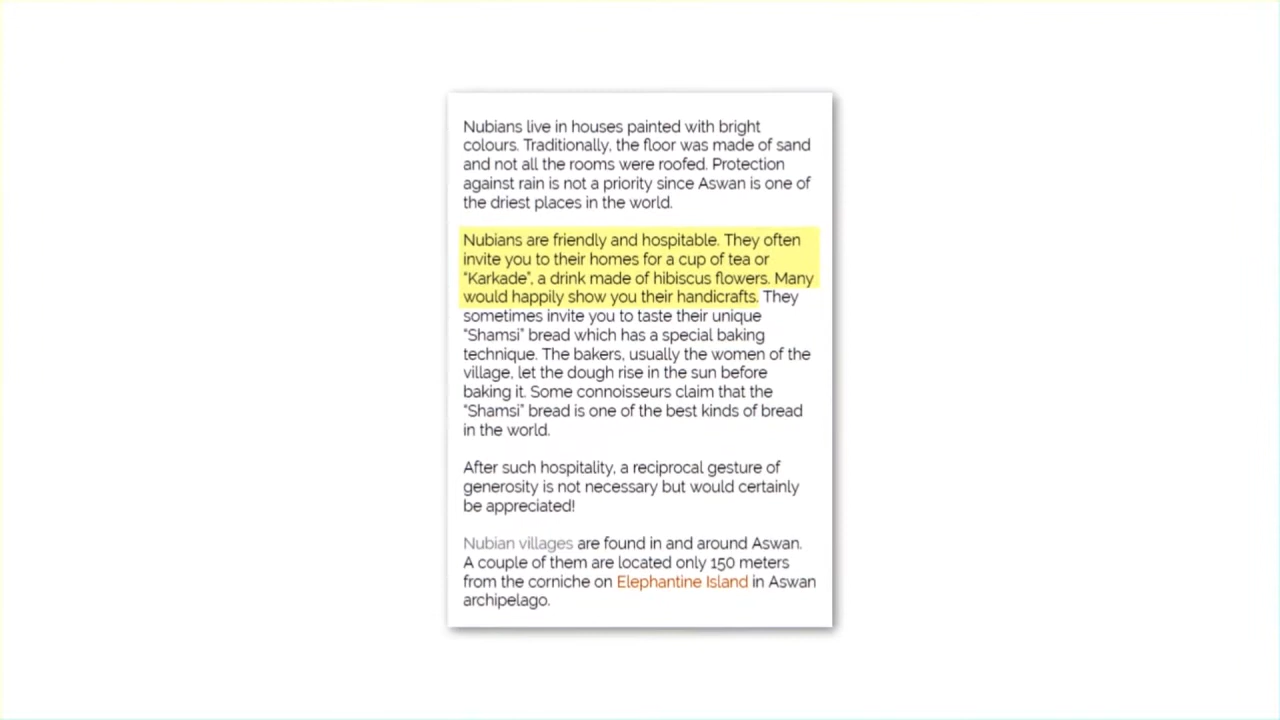 Nubians live in houses painted with bright
colours. Traditionally, the floor was made of sand
and not all the rooms were roofed. Protection
against rain is not a priority since Aswan is one of
the driest places in the world.
Nubians are friendly and hospitable. They often
invite you to their homes for a cup of tea or
“Karkade”, a drink made of hibiscus flowers. Many
would happily show you their handicrafts. They
sometimes invite you to taste their unique
“Shamsi” bread which has a special baking
technique. The bakers, usually the women of the
village, let the dough rise in the sun before
baking it. Some connoisseurs claim that the
“Shamsi” bread is one of the best kinds of bread
in the world.
After such hospitality, a reciprocal gesture of
generosity is not necessary but would certainly
be appreciated!
Nubian villages are found in and around Aswan.
A couple of them are located only 150 meters
from the corniche on Elephantine Island in Aswan
archipelago.